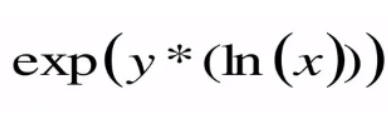 exp(y * (ln (x)))